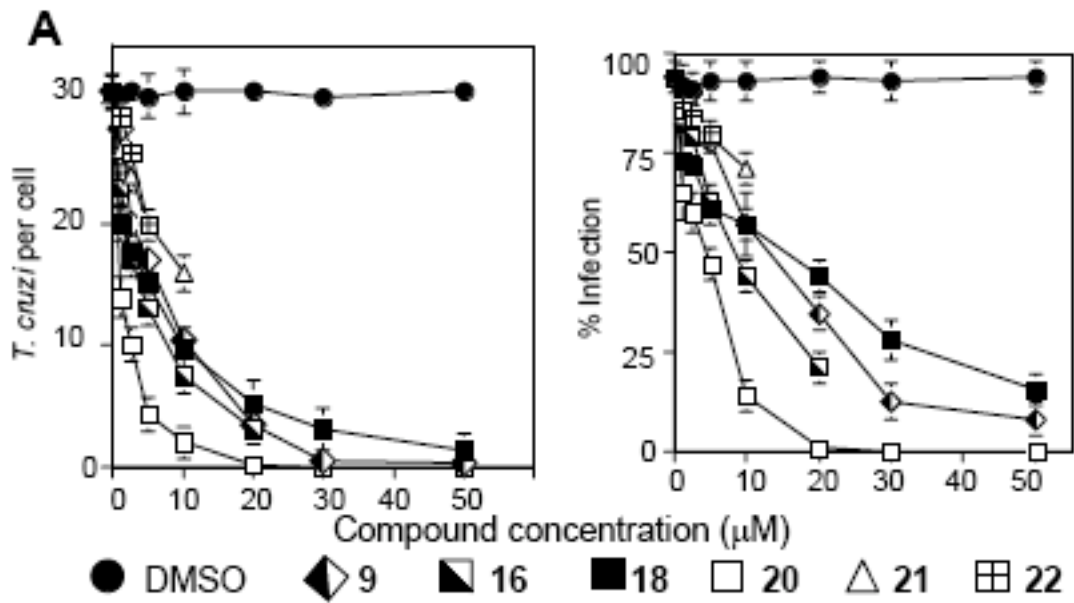 A
30
20
10
0
T. cruzi per cell
0 10 20 30 40 50
100
75
50
25
0
% Infection
0 10 20 30 40 50
Compound concentration (μM)
DMSO 9 16 18 20 21 22